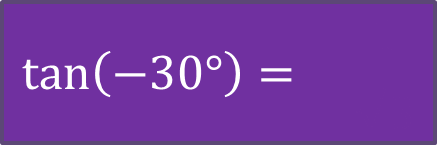 tan(−30°) =